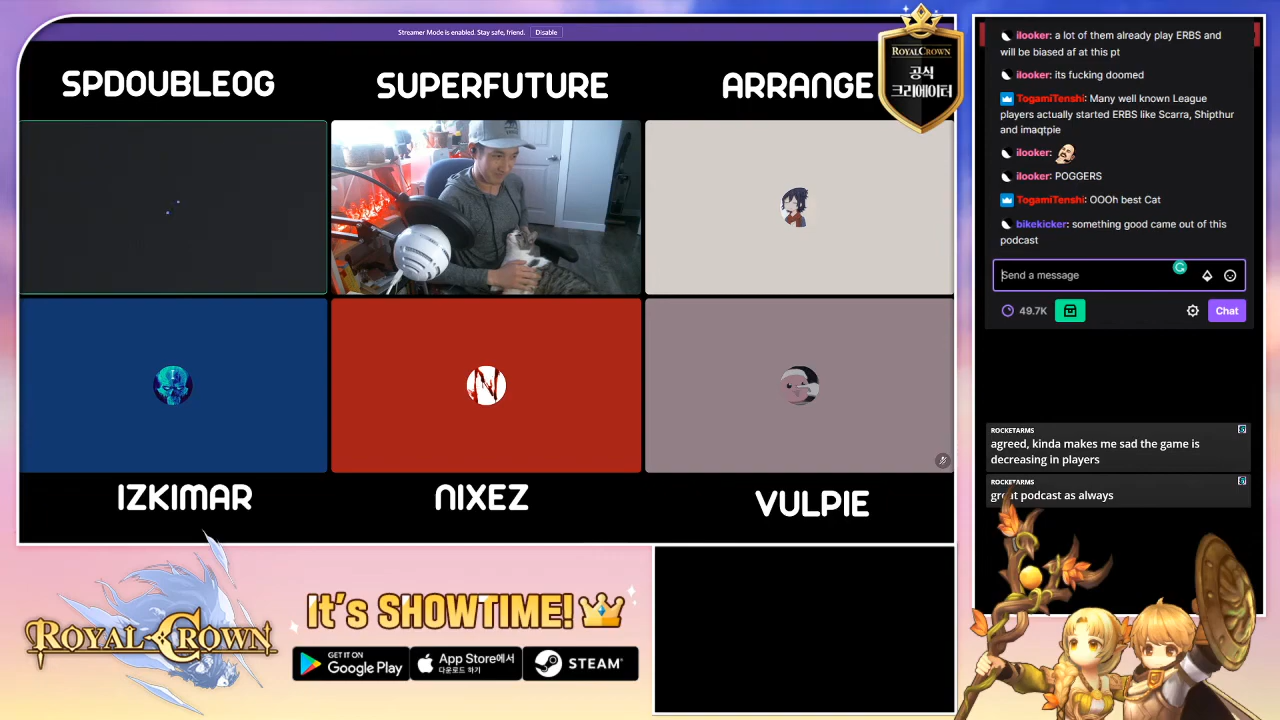 Streamer Mode is enabled. Stay safe, friend. Disable
SPDOUBLEOG
SUPERFUTURE
ARRANGE
ROYALCROWN
공식
크리에이터
IZKIMAR
NIXEZ
VULPIE
ROYAL CROWN
It's SHOWTIME!
GET IT ON
Google Play
App Store에서
다운로드 하기
STEAM
ilooker: a lot of them already play ERBS and
will be biased af at this pt
ilooker: its fucking doomed
TogamiTenshi: Many well known League
players actually started ERBS like Scarra, Shipthur
and imaqtpie
ilooker:
ilooker: POGGERS
TogamiTenshi: OOOh best Cat
bikekicker: something good came out of this
podcast
Send a message
49.7K
Chat
ROCKETARMS
agreed, kinda makes me sad the game is
decreasing in players
ROCKETARMS
great podcast as always